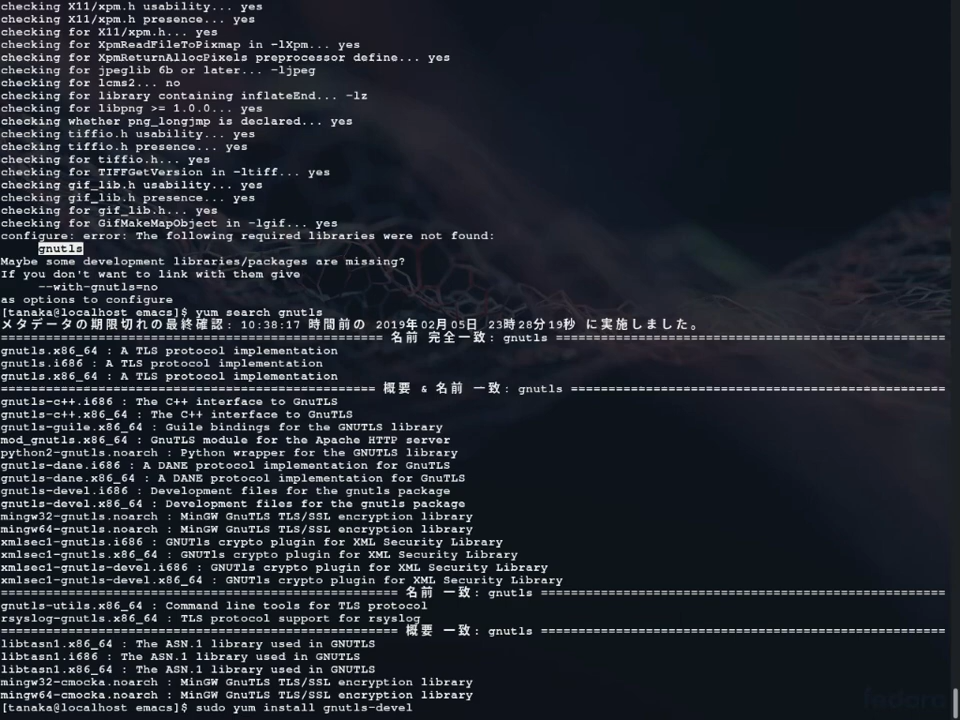 checking X11/xpm.h usability... yes
checking X11/xpm.h presence... yes
checking for X11/xpm.h... yes
checking for XpmReadFileToPixmap in -lXpm... yes
checking for XpmReturnAllocPixels preprocessor define... yes
checking for jpeglib 6b or later... -ljpeg
checking for lcms2... no
checking for library containing inflateEnd... -lz
checking for libpng >= 1.0.0... yes
checking whether png_longjmp is declared... yes
checking tiffio.h usability... yes
checking tiffio.h presence... yes
checking for tiffio.h... yes
checking for TIFFGetVersion in -ltiff... yes
checking gif_lib.h usability... yes
checking gif_lib.h presence... yes
checking for gif_lib.h... yes
checking for GifMakeMapObject in -lgif... yes
configure: error: The following required libraries were not found:
     gnutls
Maybe some development libraries/packages are missing?
If you don't want to link with them give
     --with-gnutls=no
as options to configure
[tanaka@localhost emacs]$ yum search gnutls
メタデータの期限切れの最終確認: 10:38:17 時間前の 2019年02月05日 23時28分19秒 に実施しました。
=================================================== 名前 完全一致: gnutls ======================================================
gnutls.x86_64 : A TLS protocol implementation
gnutls.i686 : A TLS protocol implementation
gnutls.x86_64 : A TLS protocol implementation
================================================== 概要 & 名前 一致: gnutls ==================================================
gnutls-c++.i686 : The C++ interface to GnuTLS
gnutls-c++.x86_64 : The C++ interface to GnuTLS
gnutls-guile.x86_64 : Guile bindings for the GNUTLS library
mod_gnutls.x86_64 : GnuTLS module for the Apache HTTP server
python2-gnutls.noarch : Python wrapper for the GNUTLS library
gnutls-dane.i686 : A DANE protocol implementation for GnuTLS
gnutls-dane.x86_64 : A DANE protocol implementation for GnuTLS
gnutls-devel.i686 : Development files for the gnutls package
gnutls-devel.x86_64 : Development files for the gnutls package
mingw32-gnutls.noarch : MinGW GnuTLS TLS/SSL encryption library
mingw64-gnutls.noarch : MinGW GnuTLS TLS/SSL encryption library
xmlsec1-gnutls.i686 : GNUTls crypto plugin for XML Security Library
xmlsec1-gnutls.x86_64 : GNUTls crypto plugin for XML Security Library
xmlsec1-gnutls-devel.i686 : GNUTls crypto plugin for XML Security Library
xmlsec1-gnutls-devel.x86_64 : GNUTls crypto plugin for XML Security Library
===================================================== 名前 一致: gnutls ======================================================
gnutls-utils.x86_64 : Command line tools for TLS protocol
rsyslog-gnutls.x86_64 : TLS protocol support for rsyslog
====================================================== 概要 一致: gnutls ======================================================
libtasn1.x86_64 : The ASN.1 library used in GNUTLS
libtasn1.i686 : The ASN.1 library used in GNUTLS
libtasn1.x86_64 : The ASN.1 library used in GNUTLS
mingw32-cmocka.noarch : MinGW GnuTLS TLS/SSL encryption library
mingw64-cmocka.noarch : MinGW GnuTLS TLS/SSL encryption library
[tanaka@localhost emacs]$ sudo yum install gnutls-devel
fedora